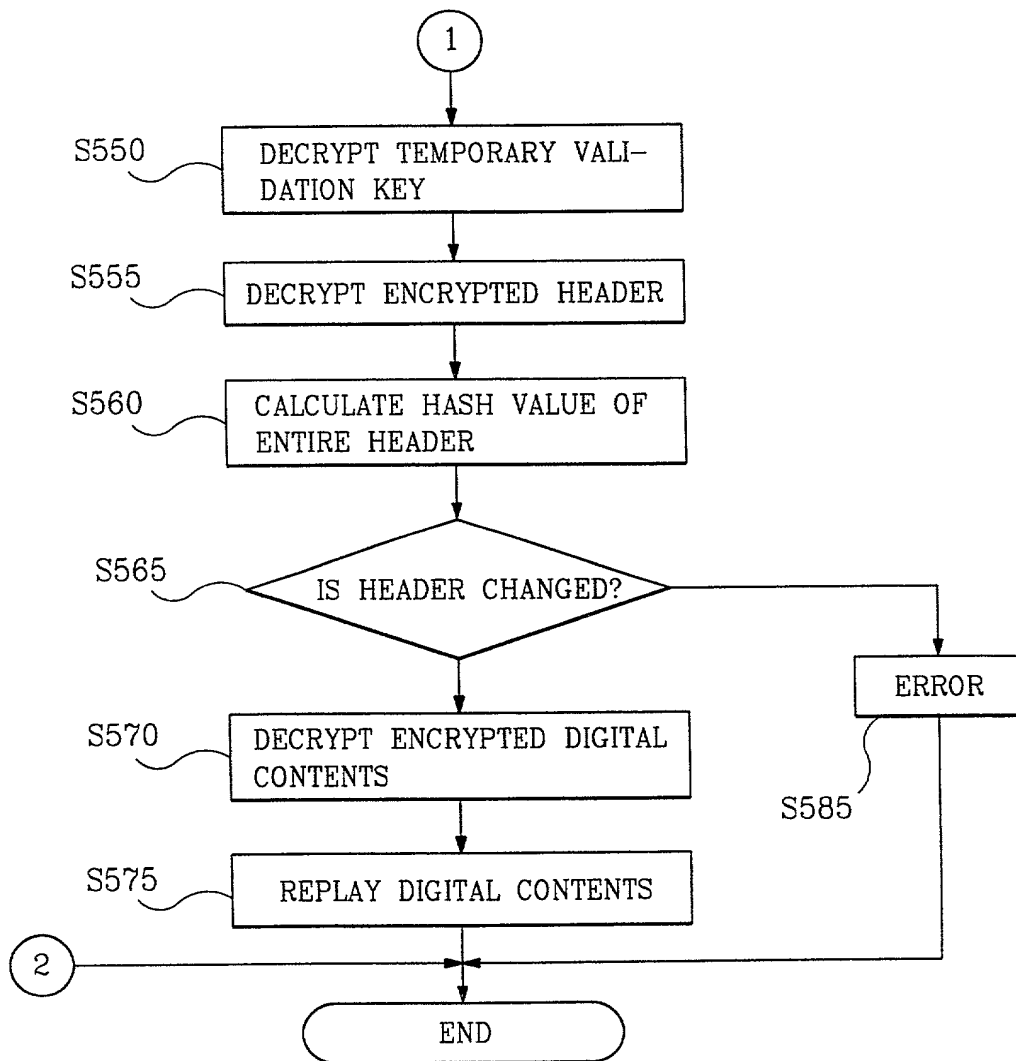 1
S550
DECRYPT TEMPORARY VALI-
DATION KEY
S555
DECRYPT ENCRYPTED HEADER
S560
CALCULATE HASH VALUE OF
ENTIRE HEADER
S565
IS HEADER CHANGED?
ERROR
S570
DECRYPT ENCRYPTED DIGITAL
CONTENTS
S585
S575
REPLAY DIGITAL CONTENTS
2
END